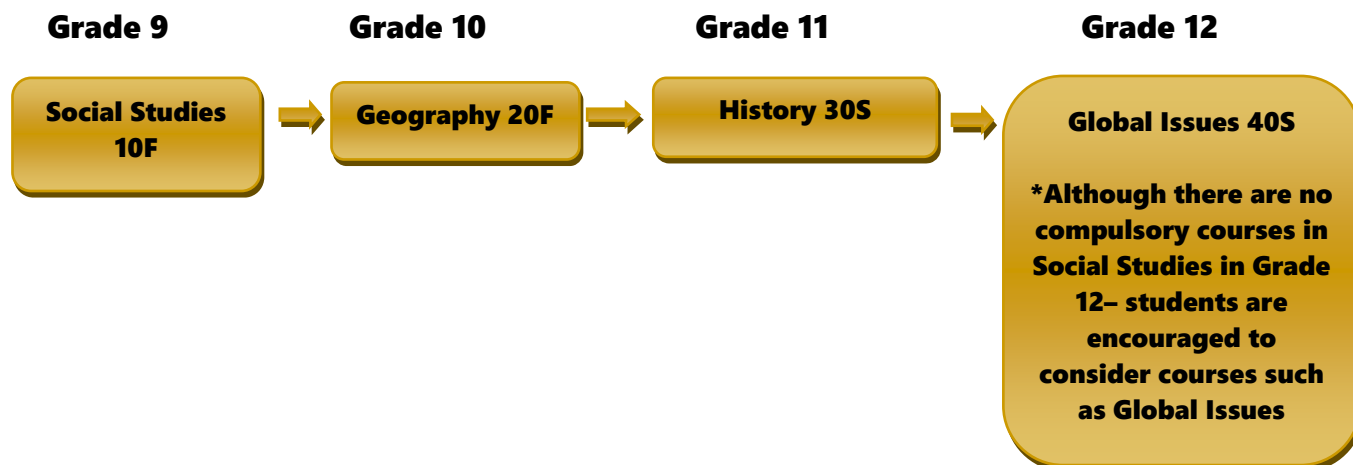 Grade 9 Grade 10 Grade 11 Grade 12
Social Studies
10F
Geography 20F
History 30S
Global Issues 40S
*Although there are no
compulsory courses in
Social Studies in Grade
12– students are
encouraged to
consider courses such
as Global Issues